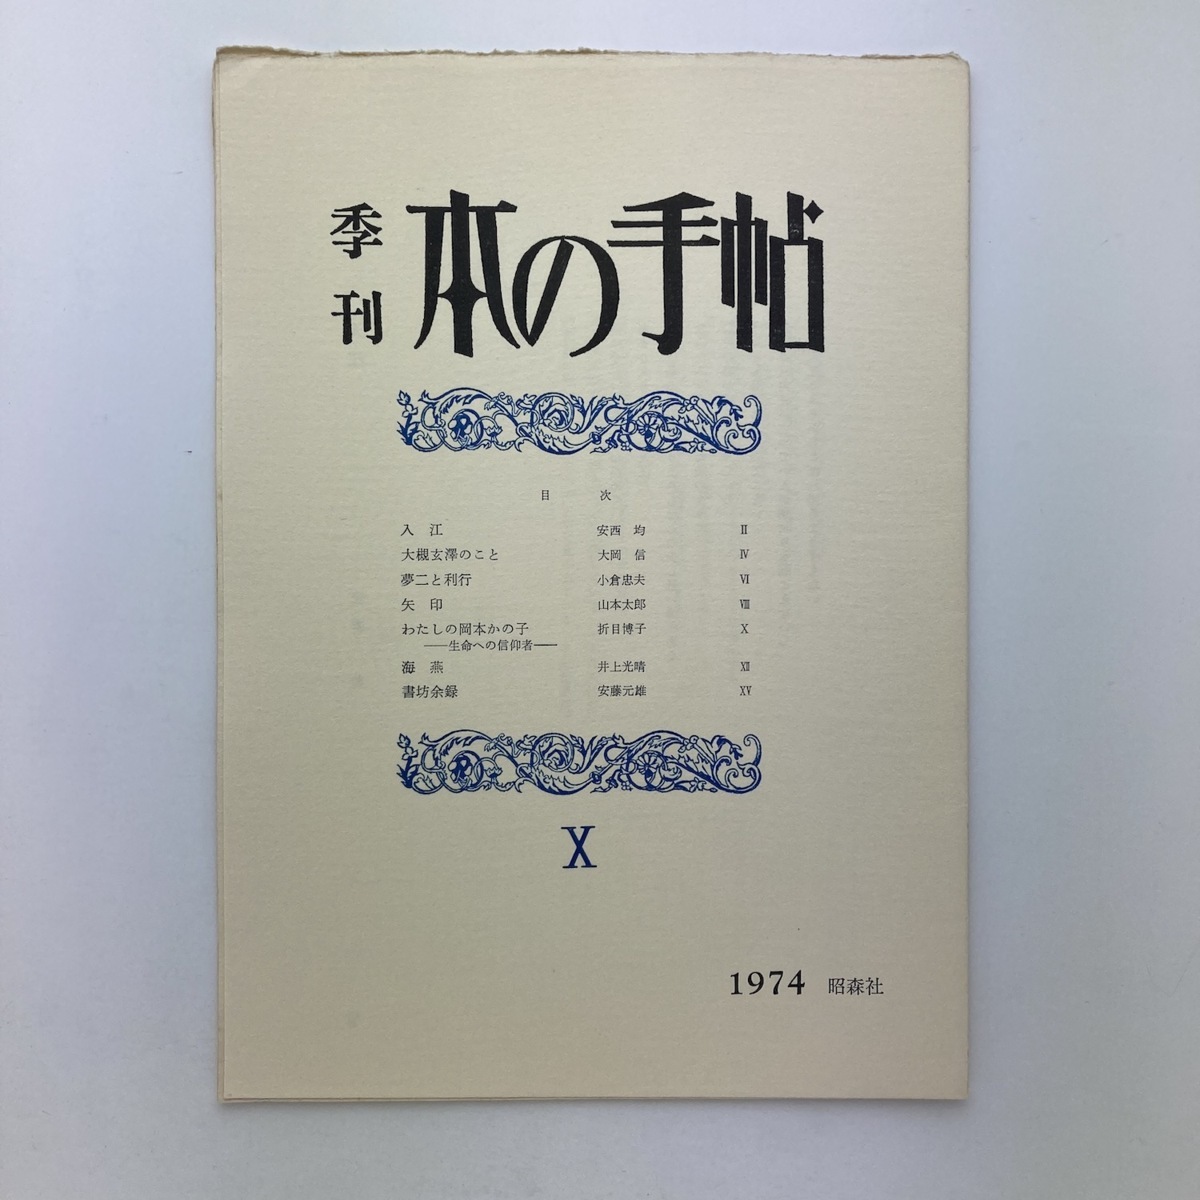 季刊 本の手帖
目　次
入　江　安西　均　Ⅱ
大槻玄澤のこと　大岡　信　Ⅳ
夢二と利行　小倉忠夫　Ⅵ
矢　印　山本太郎　Ⅷ
わたしの岡本かの子　折目博子　Ⅹ
――生命への信仰者――
海　燕　井上光晴　Ⅻ
書坊余録　安藤元雄　ⅩⅤ
X
1974　昭森社